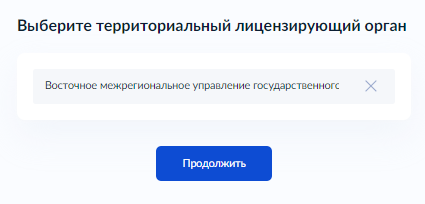 Выберите территориальный лицензирующий орган
Восточное межрегиональное управление государственного
Продолжить